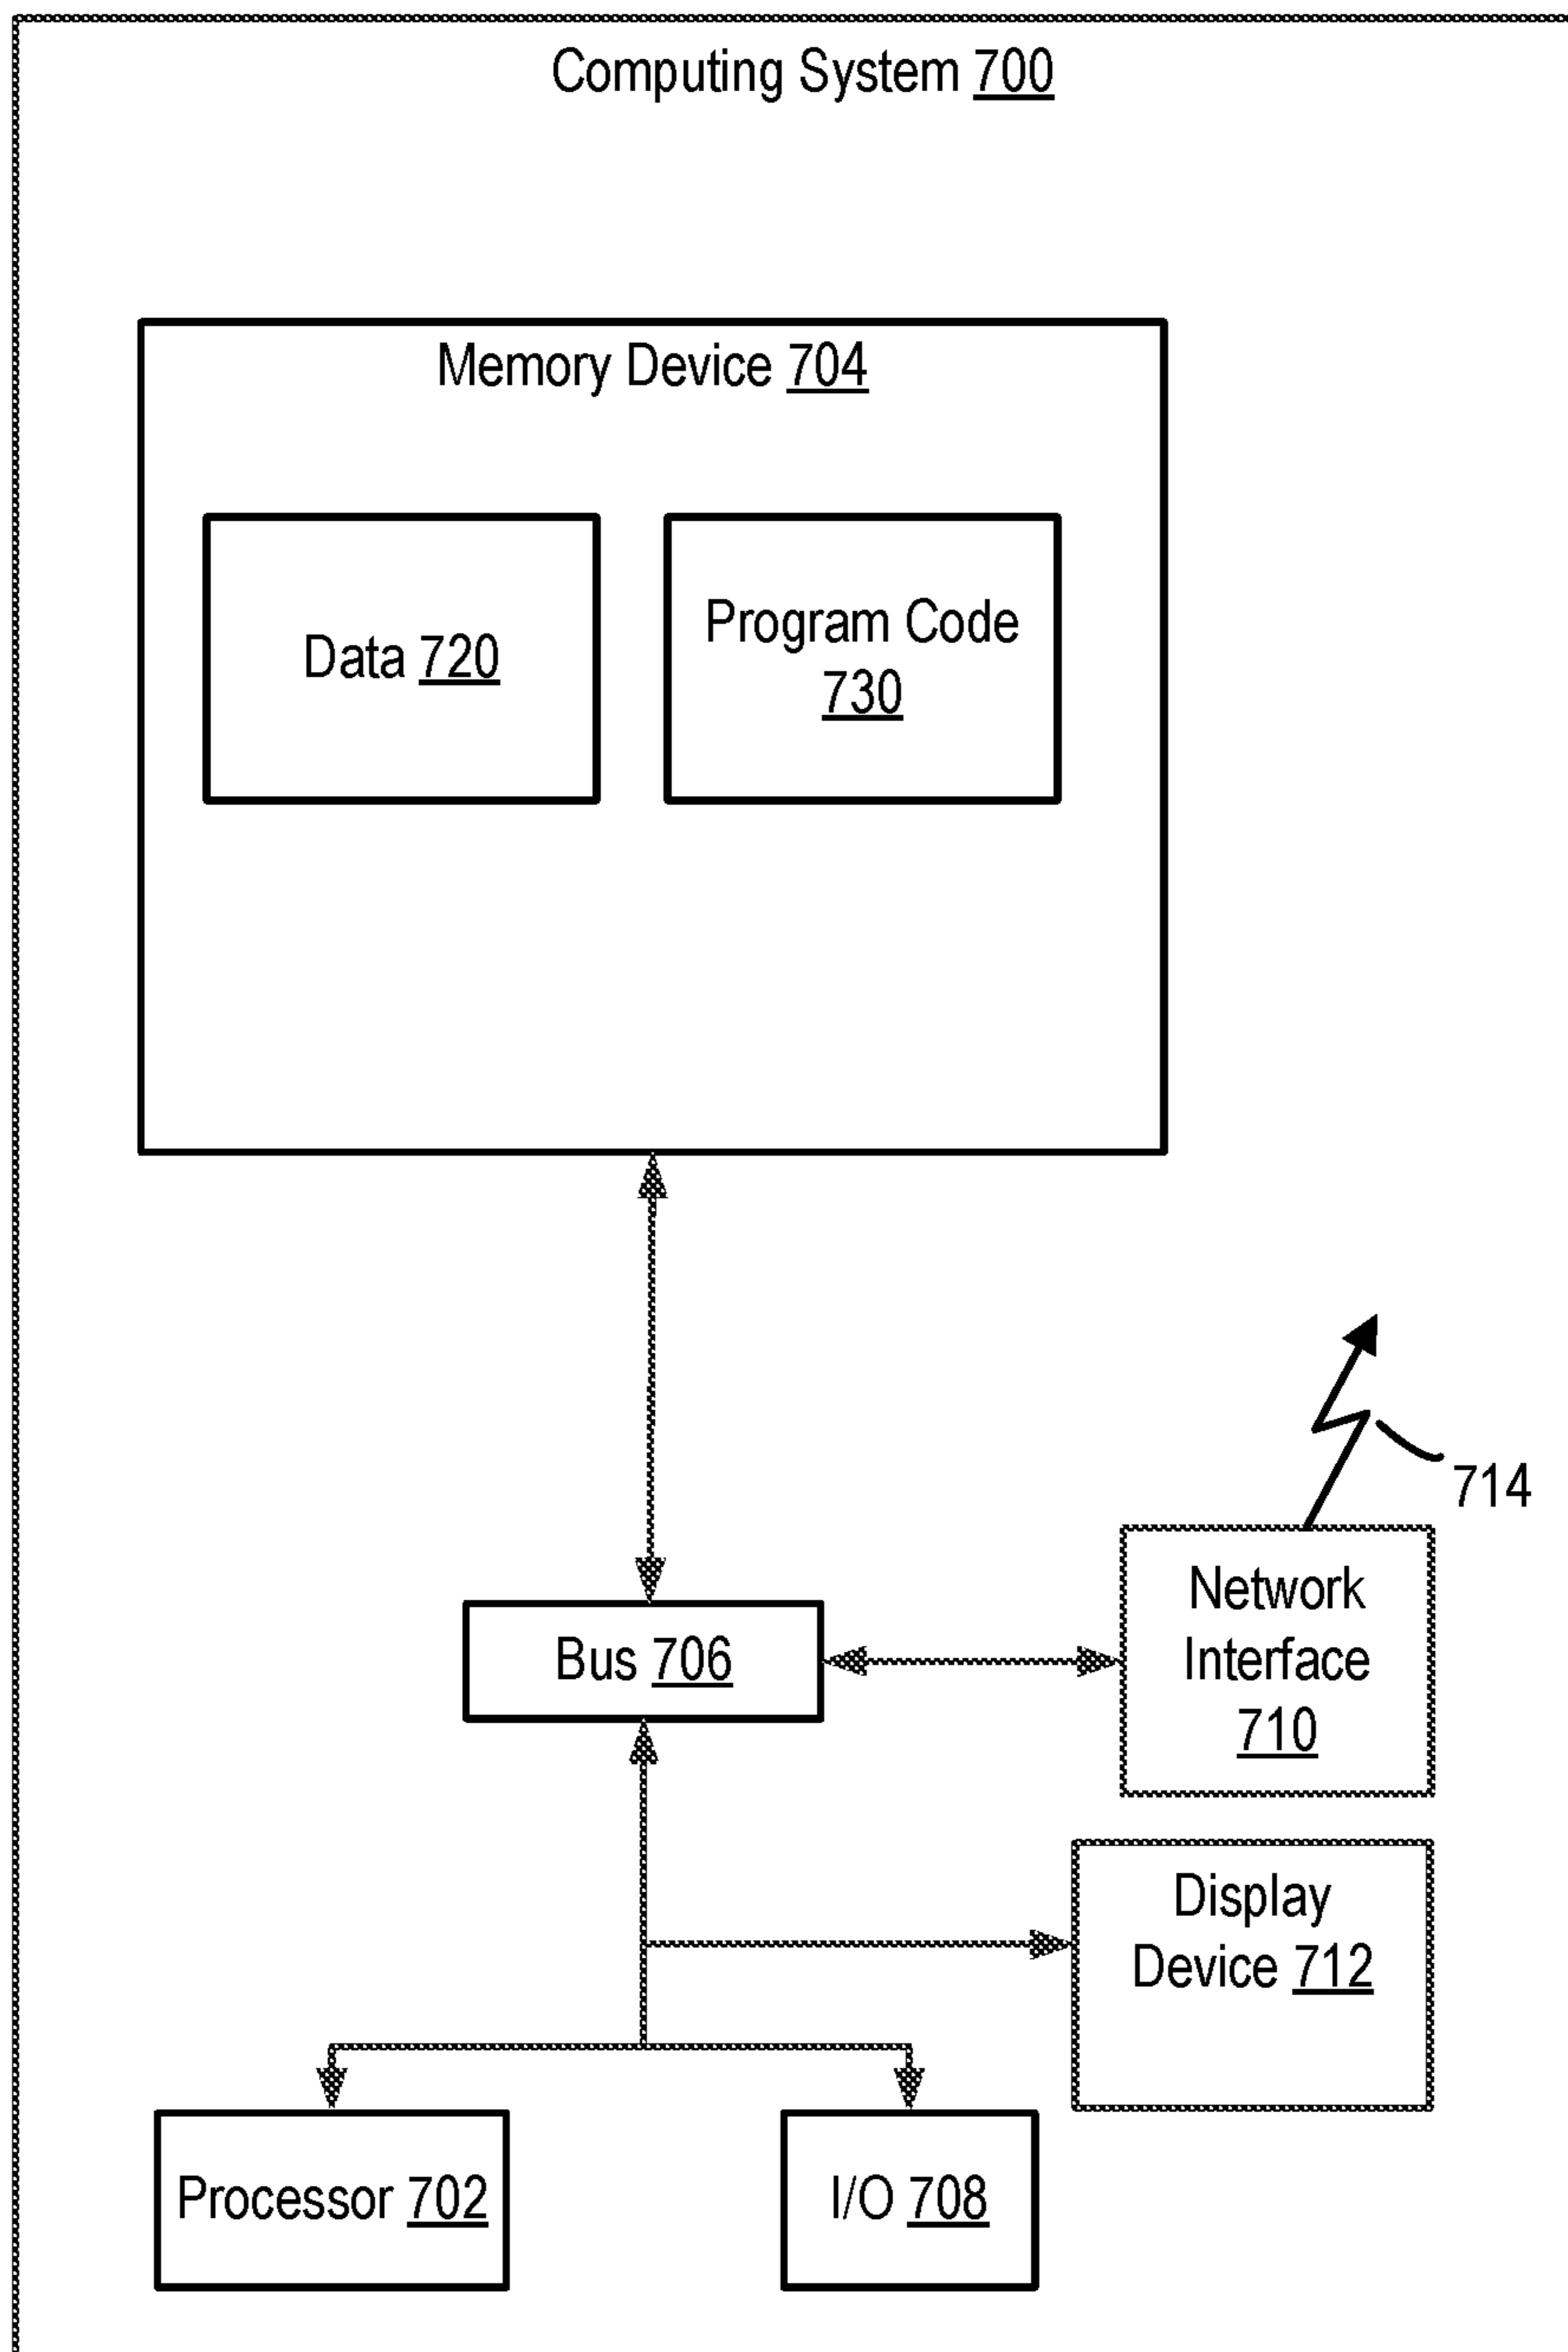 Computing System 700
Memory Device 704
Data 720
Program Code
730
714
Bus 706
Network
Interface
710
Display
Device 712
Processor 702
I/O 708